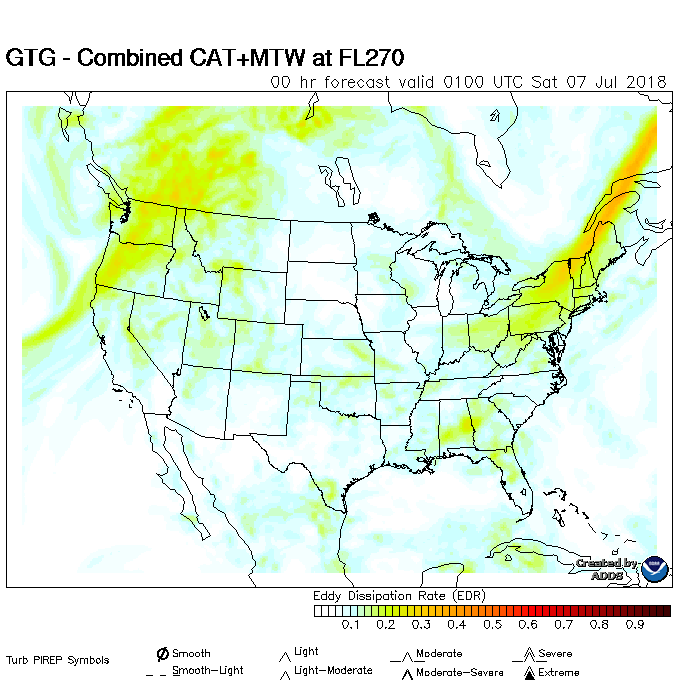 GTG - Combined CAT+MTW at FL270
00 hr forecast valid 0100 UTC Sat 07 Jul 2018
Created by
ADDS
Eddy Dissipation Rate (EDR)
0.1 0.2 0.3 0.4 0.5 0.6 0.7 0.8 0.9
Turb PIREP Symbols
Smooth Light Moderate Severe
Smooth-Light Light-Moderate Moderate-Severe Extreme